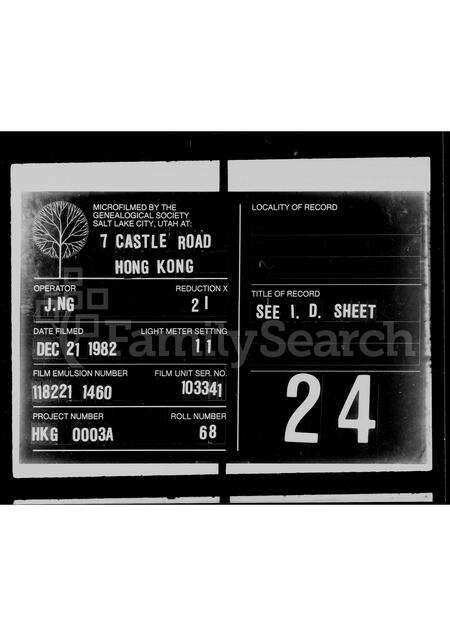 MICROFILMED BY THE
GENEALOGICAL SOCIETY
SALT LAKE CITY, UTAH AT:
7 CASTLE ROAD
HONG KONG
OPERATOR REDUCTION X
J.NG 21
DATE FILMED LIGHT METER SETTING
DEC 21 1982 11
FILM EMULSION NUMBER FILM UNIT SER. NO.
118221 1460 103341
PROJECT NUMBER ROLL NUMBER
HKG 0003A 68
LOCALITY OF RECORD
TITLE OF RECORD
SEE I. D. SHEET
24
FamilySearch